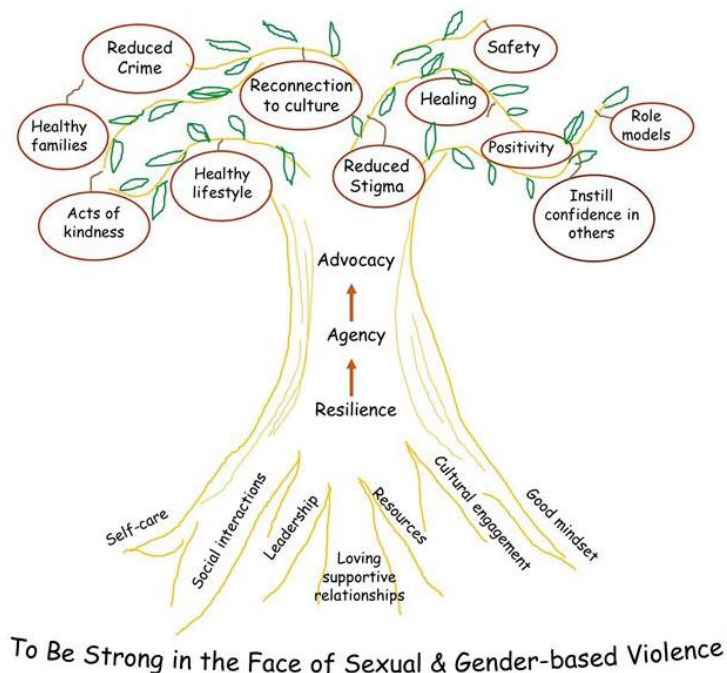 Reduced
Crime
Safety
Reconnection
to culture
Healing
Role
models
Healthy
families
Positivity
Healthy
lifestyle
Reduced
Stigma
Acts of
kindness
Instill
confidence in
others
Advocacy
Agency
Resilience
Self-care
Social interactions
Leadership
Loving
supportive
relationships
Resources
Cultural engagement
Good mindset
To Be Strong in the Face of Sexual & Gender-based Violence